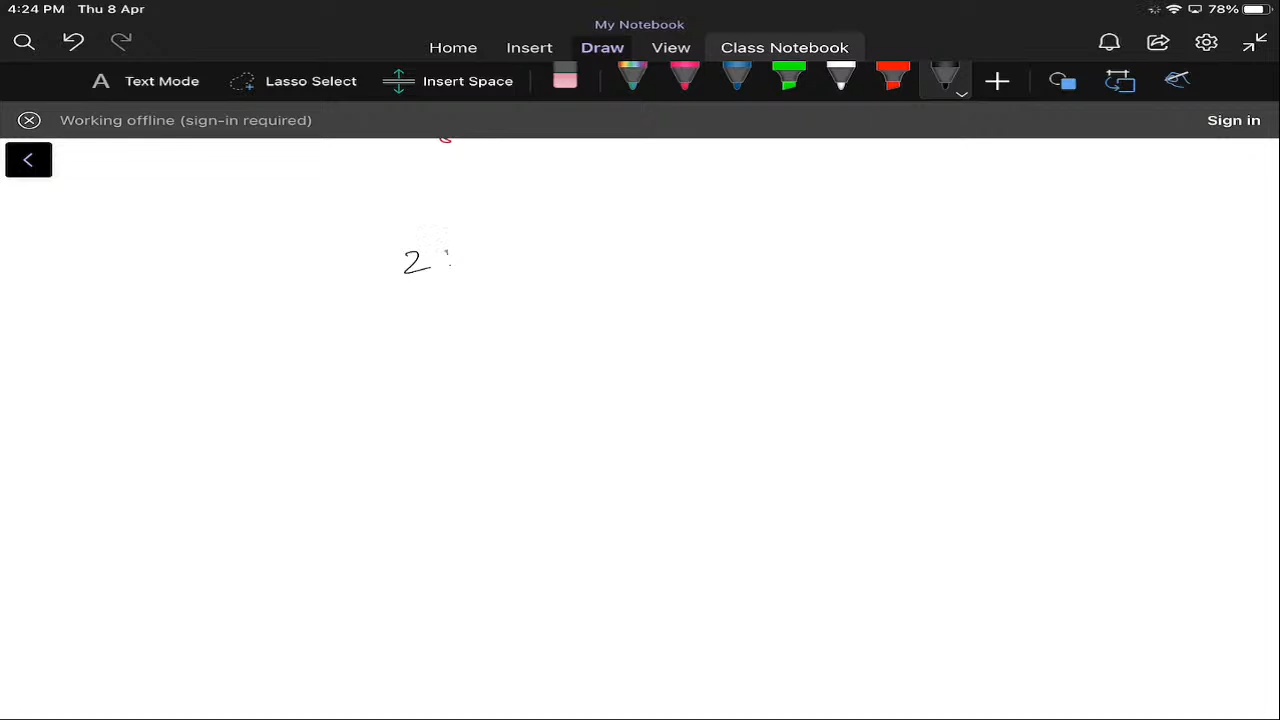 4:24 PM Thu 8 Apr
78%
My Notebook
Home Insert Draw View Class Notebook
Text Mode Lasso Select Insert Space
Working offline (sign-in required) Sign in
2